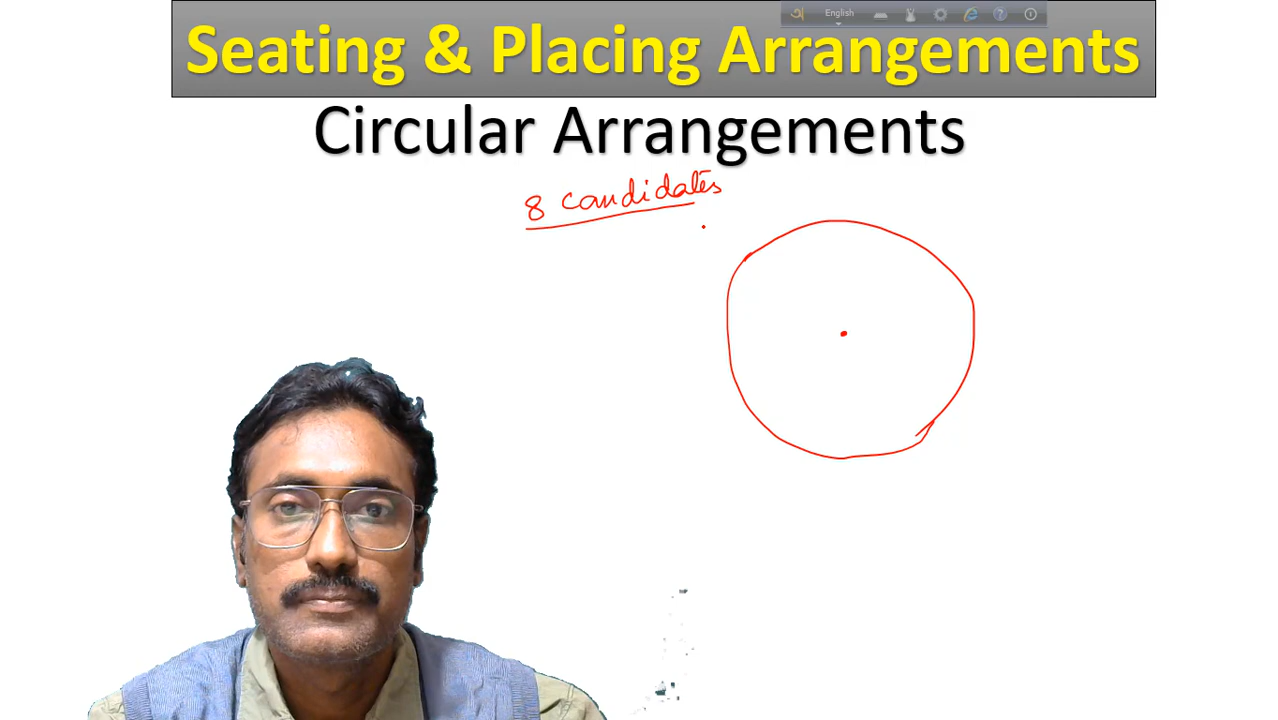 English
Seating & Placing Arrangements
Circular Arrangements
8 candidates